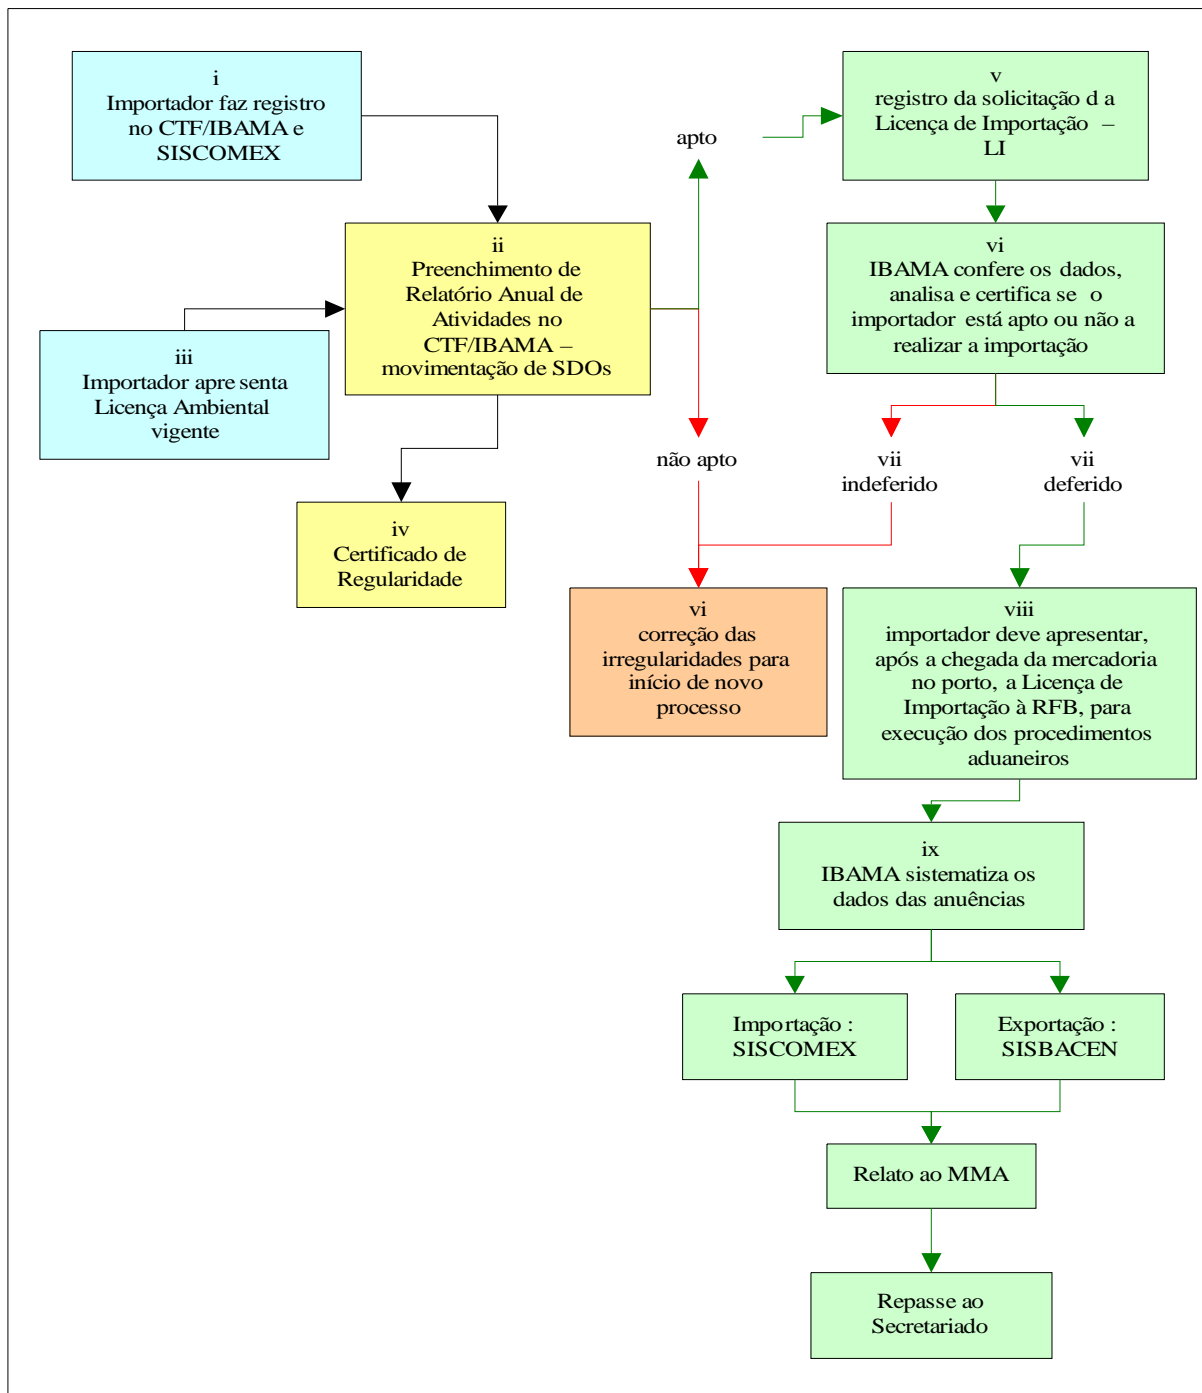 i
Importador faz registro
no CTF/IBAMA e
SISCOMEX
ii
Preenchimento de
Relatório Anual de
Atividades no
CTF/IBAMA –
movimentação de SDOs
iii
Importador apre senta
Licença Ambiental
vigente
iv
Certificado de
Regularidade
apto
não apto
v
registro da solicitação d a
Licença de Importação –
LI
vi
IBAMA confere os dados,
analisa e certifica se o
importador está apto ou não a
realizar a importação
vii
indeferido
vii
deferido
vi
correção das
irregularidades para
início de novo
processo
viii
importador deve apresentar,
após a chegada da mercadoria
no porto, a Licença de
Importação à RFB, para
execução dos procedimentos
aduaneiros
ix
IBAMA sistematiza os
dados das anuências
Importação :
SISCOMEX
Exportação :
SISBACEN
Relato ao MMA
Repasse ao
Secretariado